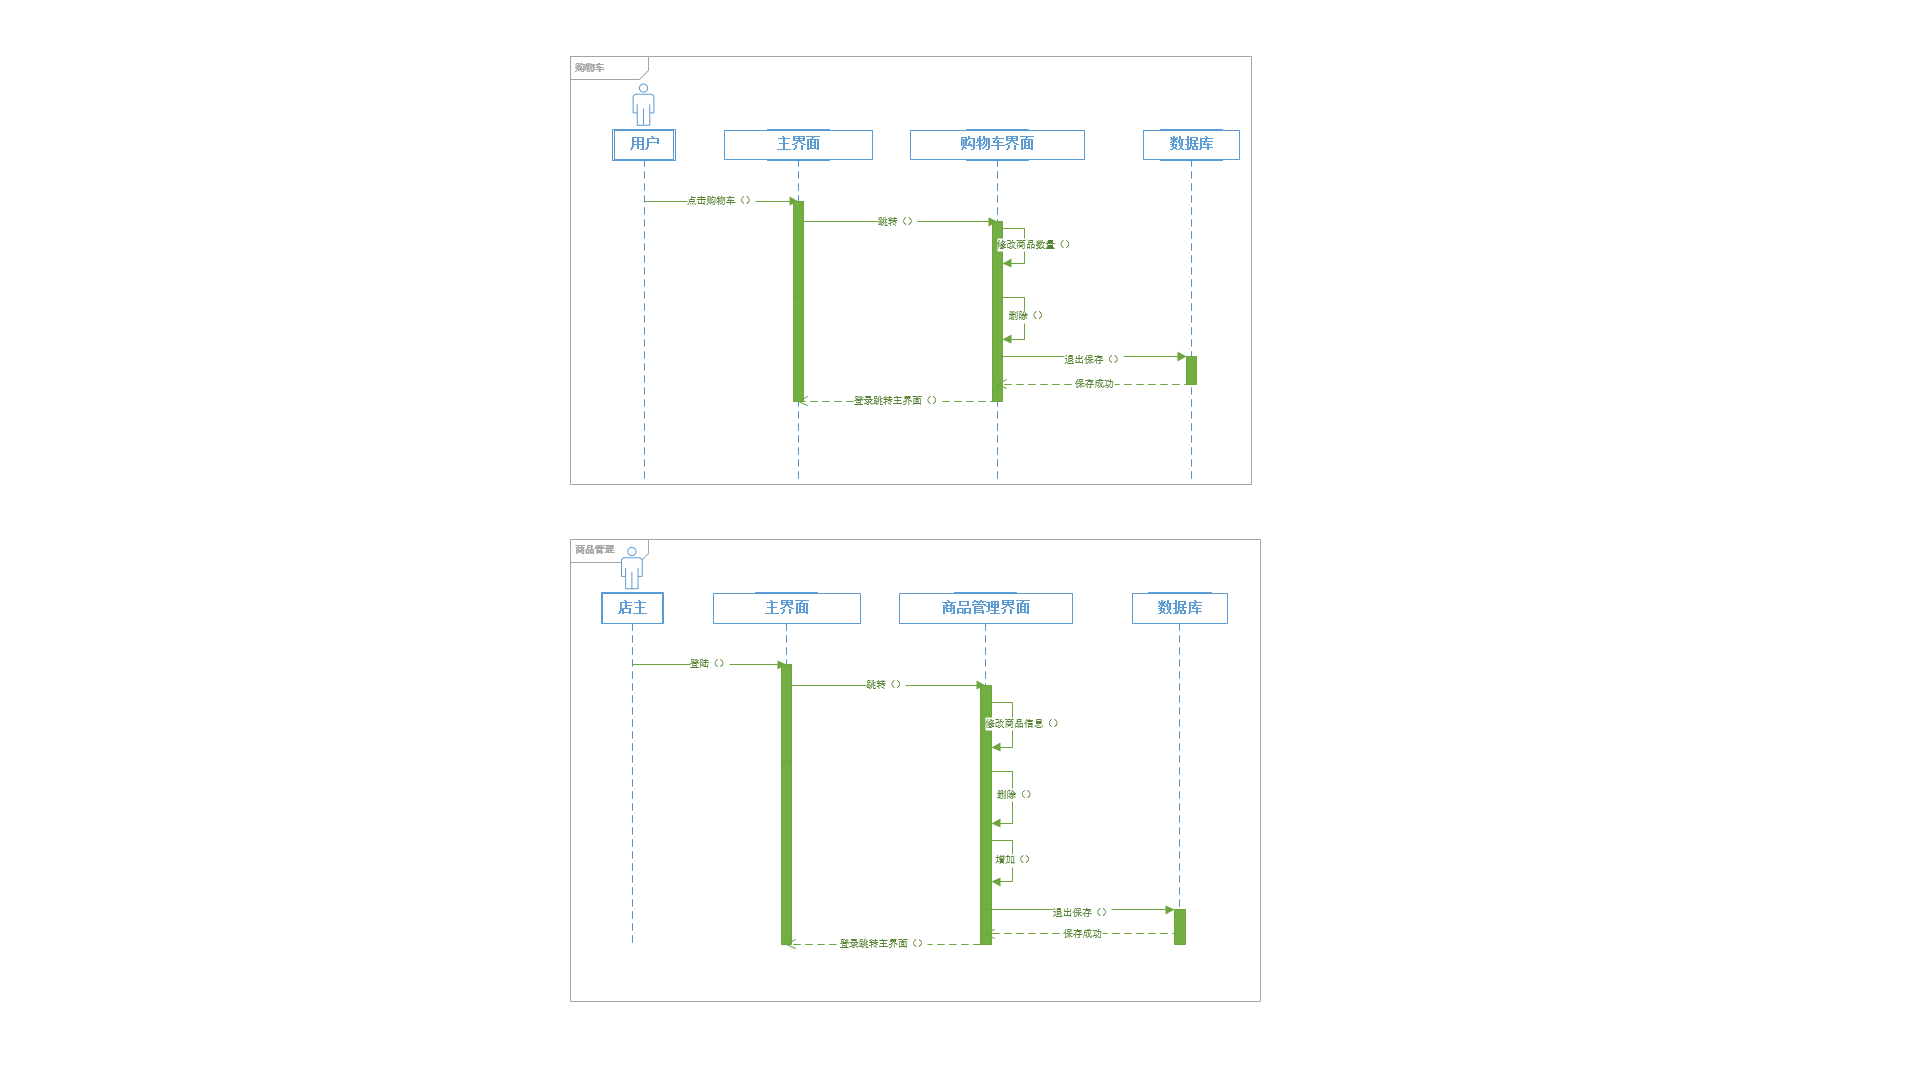 购物车
用户
主界面
购物车界面
数据库
点击购物车（）
跳转（）
修改商品数量（）
删除（）
退出保存（）
保存成功
登录跳转主界面（）
商品管理
店主
主界面
商品管理界面
数据库
登陆（）
跳转（）
修改商品信息（）
删除（）
增加（）
退出保存（）
保存成功
登录跳转主界面（）